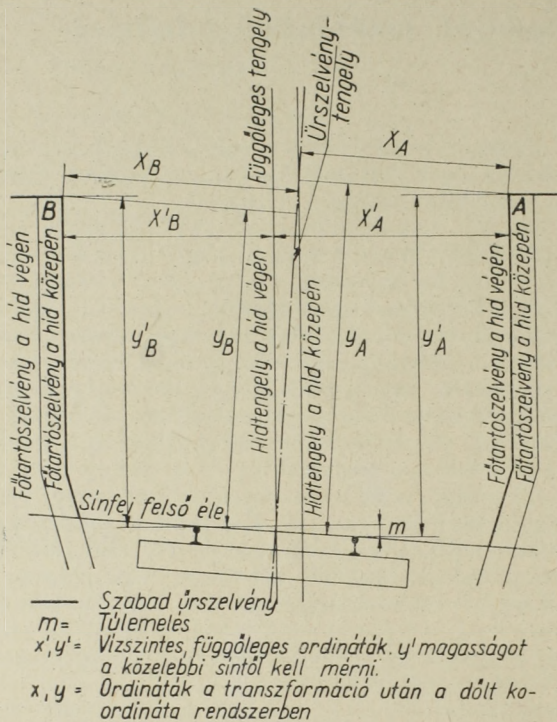 Függőleges tengely
Űrszelvény-
tengely
x_B
x_A
B
A
x'_B
x'_A
y'_B
y_B
y_A
y'_A
Főtartószelvény a híd végén
Főtartószelvény a híd közepén
Hídtengely a híd végén
Hídtengely a híd közepén
Főtartószelvény a híd végén
Főtartószelvény a híd közepén
Sínfej felső éle
m
Szabad űrszelvény
m= Túlemelés
x', y' = Vízszintes, függőleges ordináták. y' magasságot
a közelebbi síntől kell mérni.
x, y = Ordináták a transzformáció után a dőlt ko-
ordináta rendszerben